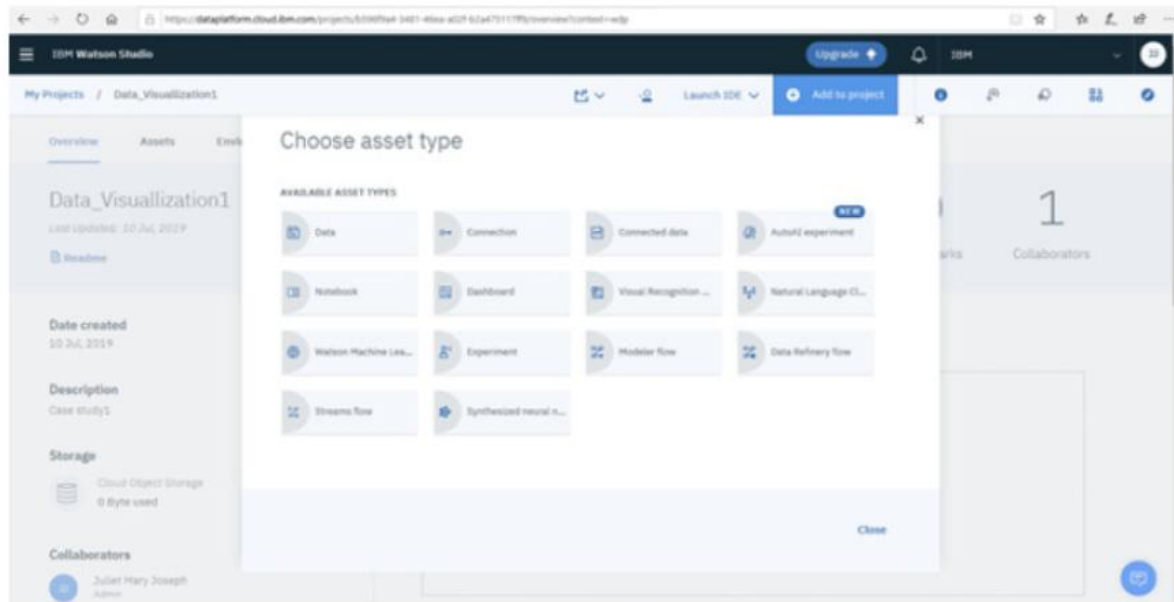 IBM Watson Studio
Upgrade
IBM
My Projects / Data_Visuallization1
Launch IDE
Add to project
Overview
Assets
Choose asset type
AVAILABLE ASSET TYPES
Data_Visuallization1
Last Updated: 10 Jul, 2019
Readme
NEW
Data
Connection
Connected data
AutoAI experiment
1
Collaborators
Notebook
Dashboard
Visual Recognition ...
Natural Language Cl...
Date created
10 Jul, 2019
Watson Machine Lea...
Experiment
Modeler flow
Data Refinery flow
Description
Case study1
Streams flow
Synthesized neural n...
Storage
Cloud Object Storage
0 Byte used
Close
Collaborators
Juliet Mary Joseph
Admin